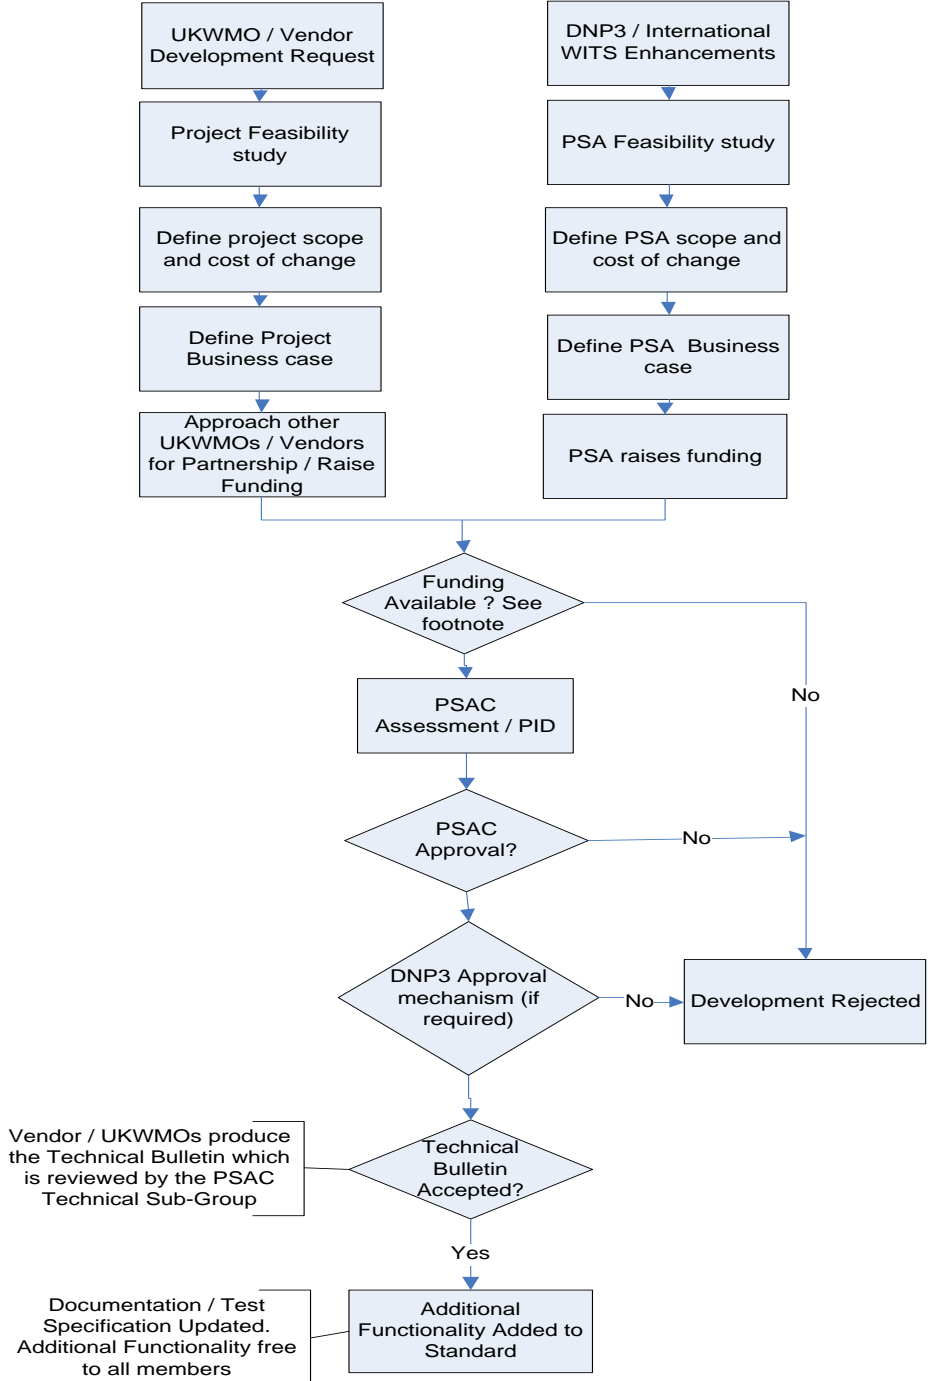 UKWMO / Vendor
Development Request
DNP3 / International
WITS Enhancements
Project Feasibility
study
PSA Feasibility study
Define project scope
and cost of change
Define PSA scope and
cost of change
Define Project
Business case
Define PSA  Business
case
Approach other
UKWMOs / Vendors
for Partnership / Raise
Funding
PSA raises funding
Funding
Available ? See
footnote
No
PSAC
Assessment / PID
PSAC
Approval?
No
DNP3 Approval
mechanism (if
required)
No
Development Rejected
Vendor / UKWMOs produce
the Technical Bulletin which
is reviewed by the PSAC
Technical Sub-Group
Technical
Bulletin
Accepted?
Yes
Documentation / Test
Specification Updated.
Additional Functionality free
to all members
Additional
Functionality Added to
Standard